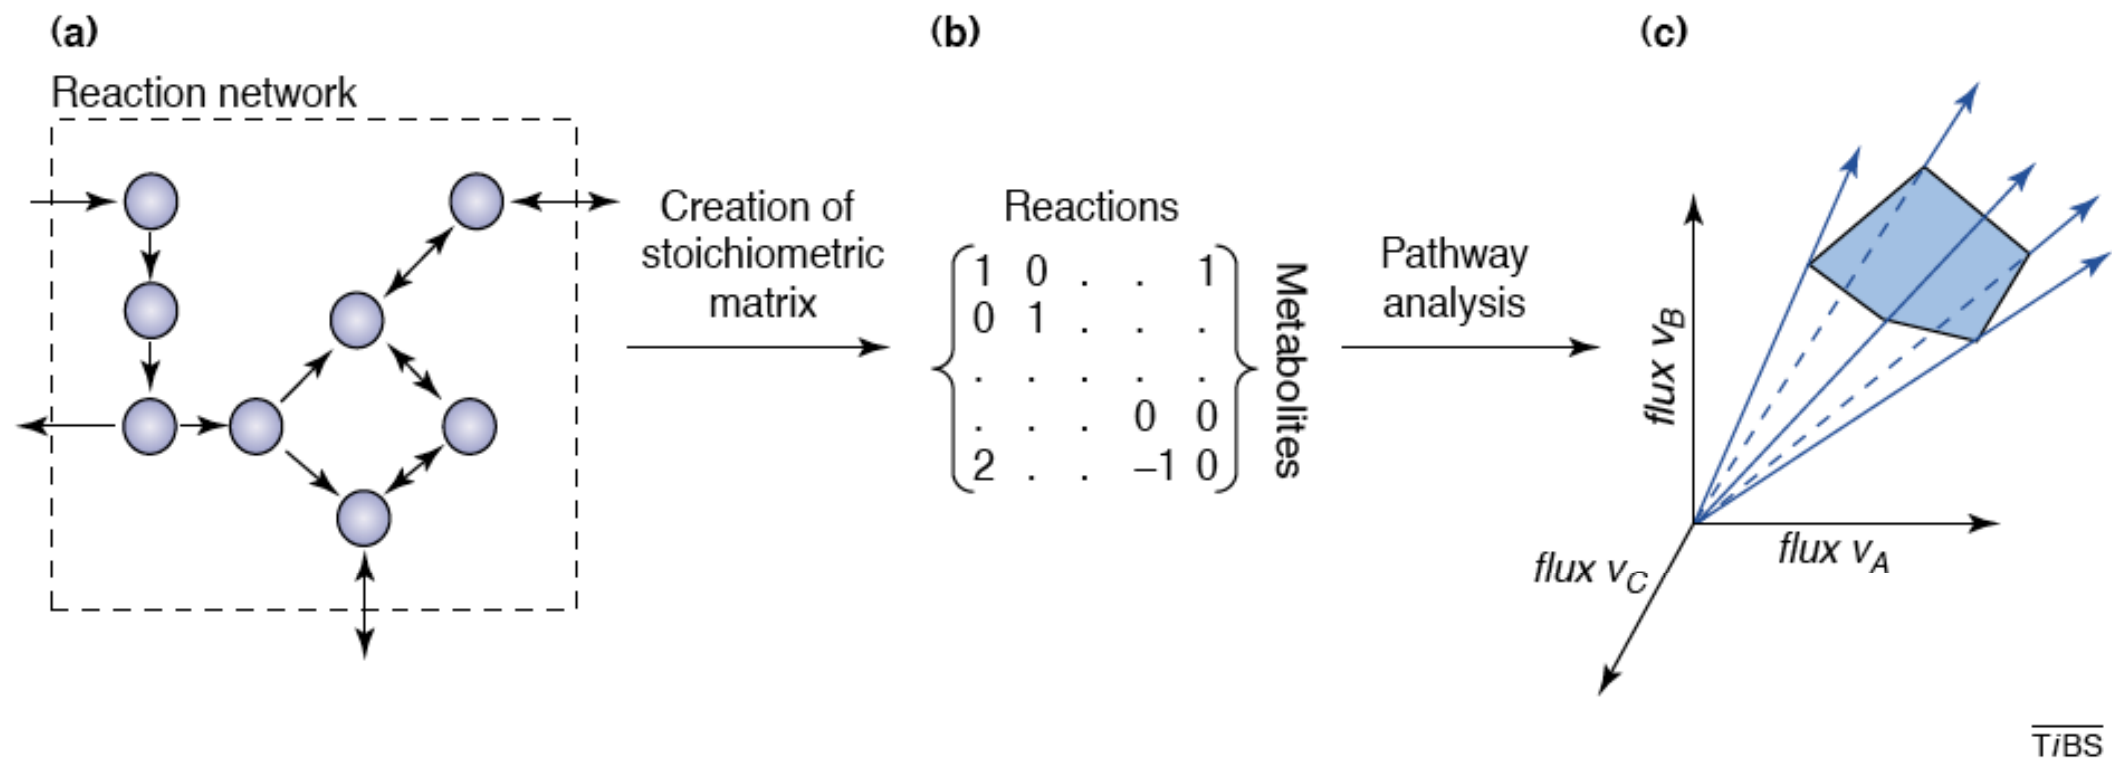 (a)
Reaction network
Creation of
stoichiometric
matrix
(b)
Reactions
1 0 . . 1
0 1 . . .
. . . . .
. . . 0 0
2 . . –1 0
Metabolites
Pathway
analysis
(c)
flux vB
flux vA
flux vC
TiBS